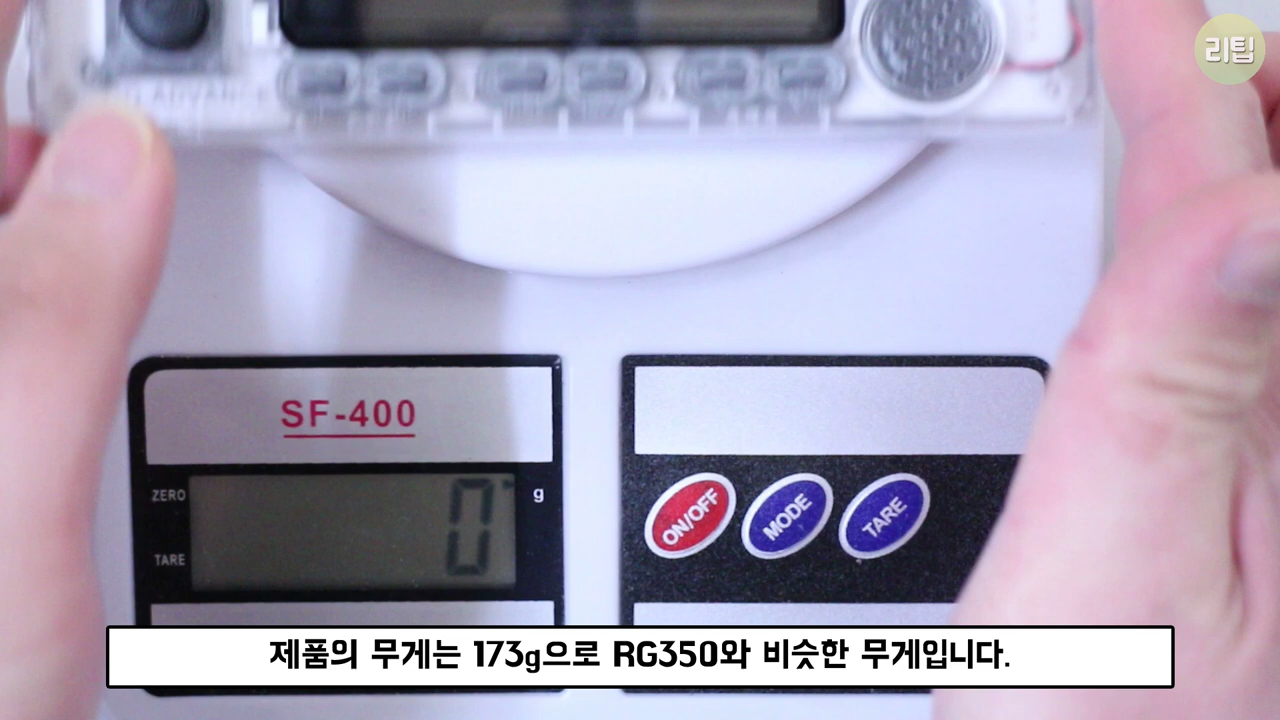 리팁
SF-400
ZERO
0
g
TARE
ON/OFF
MODE
TARE
제품의 무게는 173g으로 RG350와 비슷한 무게입니다.